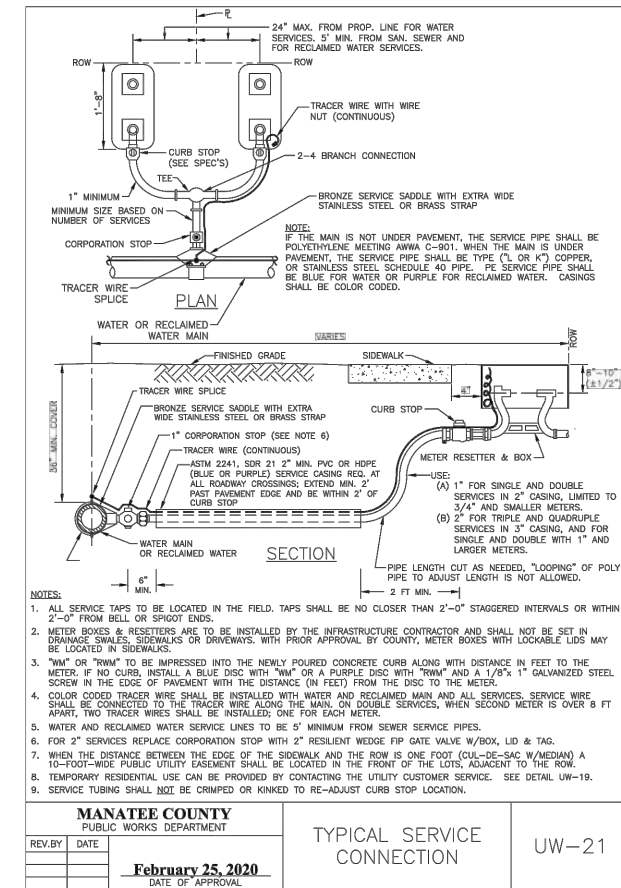 PL
24" MAX. FROM PROP. LINE FOR WATER
SERVICES. 5' MIN. FROM SAN. SEWER AND
FOR RECLAIMED WATER SERVICES.
ROW
ROW
1'-8"
TRACER WIRE WITH WIRE
NUT (CONTINUOUS)
CURB STOP
(SEE SPEC'S)
2-4 BRANCH CONNECTION
TEE
1" MINIMUM
MINIMUM SIZE BASED ON
NUMBER OF SERVICES
BRONZE SERVICE SADDLE WITH EXTRA WIDE
STAINLESS STEEL OR BRASS STRAP
CORPORATION STOP
NOTE:
IF THE MAIN IS NOT UNDER PAVEMENT, THE SERVICE PIPE SHALL BE
POLYETHYLENE MEETING AWWA C-901. WHEN THE MAIN IS UNDER
PAVEMENT, THE SERVICE PIPE SHALL BE TYPE ("L OR K") COPPER,
OR STAINLESS STEEL SCHEDULE 40 PIPE. PE SERVICE PIPE SHALL
BE BLUE FOR WATER OR PURPLE FOR RECLAIMED WATER. CASINGS
SHALL BE COLOR CODED.
TRACER WIRE
SPLICE
PLAN
WATER OR RECLAIMED
WATER MAIN
VARIES
ROW
FINISHED GRADE
SIDEWALK
8"-10"
(±1/2")
4"
36" MIN. COVER
TRACER WIRE SPLICE
BRONZE SERVICE SADDLE WITH EXTRA
WIDE STAINLESS STEEL OR BRASS STRAP
CURB STOP
1" CORPORATION STOP (SEE NOTE 6)
TRACER WIRE (CONTINUOUS)
METER RESETTER & BOX
ASTM 2241, SDR 21 2" MIN. PVC OR HDPE
(BLUE OR PURPLE) SERVICE CASING REQ. AT
ALL ROADWAY CROSSINGS; EXTEND MIN. 2'
PAST PAVEMENT EDGE AND BE WITHIN 2' OF
CURB STOP
USE:
(A) 1" FOR SINGLE AND DOUBLE
SERVICES IN 2" CASING, LIMITED TO
3/4" AND SMALLER METERS.
(B) 2" FOR TRIPLE AND QUADRUPLE
SERVICES IN 3" CASING, AND FOR
SINGLE AND DOUBLE WITH 1" AND
LARGER METERS.
WATER MAIN
OR RECLAIMED WATER
SECTION
PIPE LENGTH CUT AS NEEDED, "LOOPING" OF POLY
PIPE TO ADJUST LENGTH IS NOT ALLOWED.
6"
MIN.
2 FT MIN.
NOTES:
1. ALL SERVICE TAPS TO BE LOCATED IN THE FIELD. TAPS SHALL BE NO CLOSER THAN 2'-0" STAGGERED INTERVALS OR WITHIN
2'-0" FROM BELL OR SPIGOT ENDS.
2. METER BOXES & RESETTERS ARE TO BE INSTALLED BY THE INFRASTRUCTURE CONTRACTOR AND SHALL NOT BE SET IN
DRAINAGE SWALES, SIDEWALKS OR DRIVEWAYS. WITH PRIOR APPROVAL BY COUNTY, METER BOXES WITH LOCKABLE LIDS MAY
BE LOCATED IN SIDEWALKS.
3. "WM" OR "RWM" TO BE IMPRESSED INTO THE NEWLY POURED CONCRETE CURB ALONG WITH DISTANCE IN FEET TO THE
METER. IF NO CURB, INSTALL A BLUE DISC WITH "WM" OR A PURPLE DISC WITH "RWM" AND A 1/8"x 1" GALVANIZED STEEL
SCREW IN THE EDGE OF PAVEMENT WITH THE DISTANCE (IN FEET) FROM THE DISC TO THE METER.
4. COLOR CODED TRACER WIRE SHALL BE INSTALLED WITH WATER AND RECLAIMED MAIN AND ALL SERVICES. SERVICE WIRE
SHALL BE CONNECTED TO THE TRACER WIRE ALONG THE MAIN. ON DOUBLE SERVICES, WHEN SECOND METER IS OVER 8 FT
APART, TWO TRACER WIRES SHALL BE INSTALLED; ONE FOR EACH METER.
5. WATER AND RECLAIMED WATER SERVICE LINES TO BE 5' MINIMUM FROM SEWER SERVICE PIPES.
6. FOR 2" SERVICES REPLACE CORPORATION STOP WITH 2" RESILIENT WEDGE FIP GATE VALVE W/BOX, LID & TAG.
7. WHEN THE DISTANCE BETWEEN THE EDGE OF THE SIDEWALK AND THE ROW IS ONE FOOT (CUL-DE-SAC W/MEDIAN) A
10-FOOT-WIDE PUBLIC UTILITY EASEMENT SHALL BE LOCATED IN THE FRONT OF THE LOTS, ADJACENT TO THE ROW.
8. TEMPORARY RESIDENTIAL USE CAN BE PROVIDED BY CONTACTING THE UTILITY CUSTOMER SERVICE. SEE DETAIL UW-19.
9. SERVICE TUBING SHALL NOT BE CRIMPED OR KINKED TO RE-ADJUST CURB STOP LOCATION.
MANATEE COUNTY
PUBLIC WORKS DEPARTMENT
REV.BY DATE
February 25, 2020
DATE OF APPROVAL
TYPICAL SERVICE
CONNECTION
UW-21